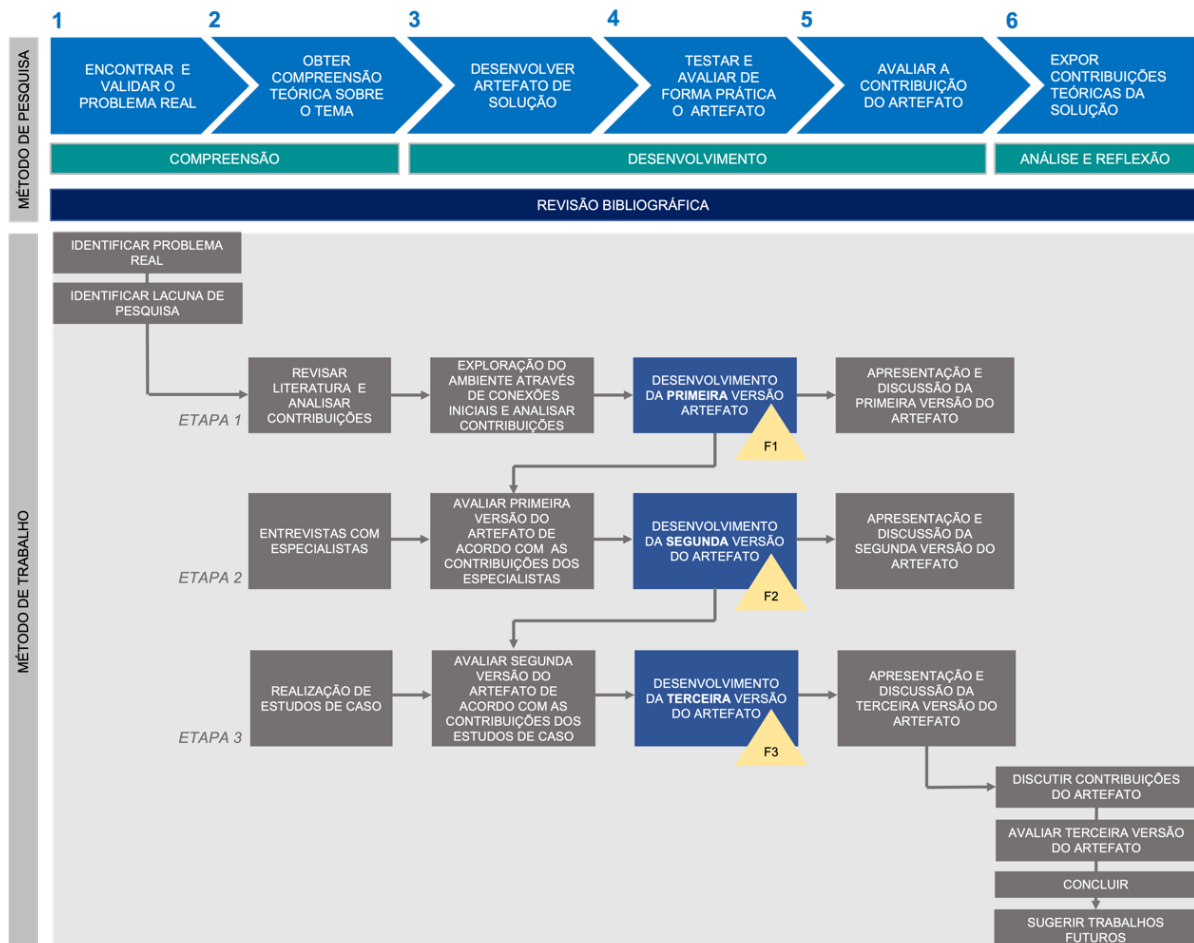 1
2
3
4
5
6
MÉTODO DE PESQUISA
ENCONTRAR E
VALIDAR O
PROBLEMA REAL
OBTER
COMPREENSÃO
TEÓRICA SOBRE
O TEMA
DESENVOLVER
ARTEFATO DE
SOLUÇÃO
TESTAR E
AVALIAR DE
FORMA PRÁTICA
O ARTEFATO
AVALIAR A
CONTRIBUIÇÃO
DO ARTEFATO
EXPOR
CONTRIBUIÇÕES
TEÓRICAS DA
SOLUÇÃO
COMPREENSÃO
DESENVOLVIMENTO
ANÁLISE E REFLEXÃO
REVISÃO BIBLIOGRÁFICA
MÉTODO DE TRABALHO
IDENTIFICAR PROBLEMA
REAL
IDENTIFICAR LACUNA DE
PESQUISA
ETAPA 1
REVISAR
LITERATURA E
ANALISAR
CONTRIBUIÇÕES
EXPLORAÇÃO DO
AMBIENTE ATRAVÉS
DE CONEXÕES
INICIAIS E ANALISAR
CONTRIBUIÇÕES
DESENVOLVIMENTO
DA PRIMEIRA VERSÃO
ARTEFATO
F1
APRESENTAÇÃO E
DISCUSSÃO DA
PRIMEIRA VERSÃO DO
ARTEFATO
ETAPA 2
ENTREVISTAS COM
ESPECIALISTAS
AVALIAR PRIMEIRA
VERSÃO DO
ARTEFATO DE
ACORDO COM AS
CONTRIBUIÇÕES DOS
ESPECIALISTAS
DESENVOLVIMENTO
DA SEGUNDA VERSÃO
DO ARTEFATO
F2
APRESENTAÇÃO E
DISCUSSÃO DA
SEGUNDA VERSÃO DO
ARTEFATO
ETAPA 3
REALIZAÇÃO DE
ESTUDOS DE CASO
AVALIAR SEGUNDA
VERSÃO DO
ARTEFATO DE
ACORDO COM AS
CONTRIBUIÇÕES DOS
ESTUDOS DE CASO
DESENVOLVIMENTO
DA TERCEIRA VERSÃO
DO ARTEFATO
F3
APRESENTAÇÃO E
DISCUSSÃO DA
TERCEIRA VERSÃO DO
ARTEFATO
DISCUTIR CONTRIBUIÇÕES
DO ARTEFATO
AVALIAR TERCEIRA VERSÃO
DO ARTEFATO
CONCLUIR
SUGERIR TRABALHOS
FUTUROS